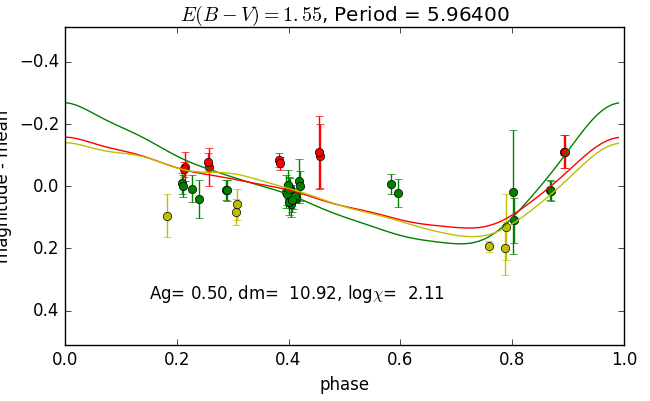 E(B − V) = 1.55, Period = 5.96400
−0.4
−0.2
0.0
0.2
0.4
magnitude - mean
Ag= 0.50, dm= 10.92, logχ= 2.11
0.0 0.2 0.4 0.6 0.8 1.0
phase